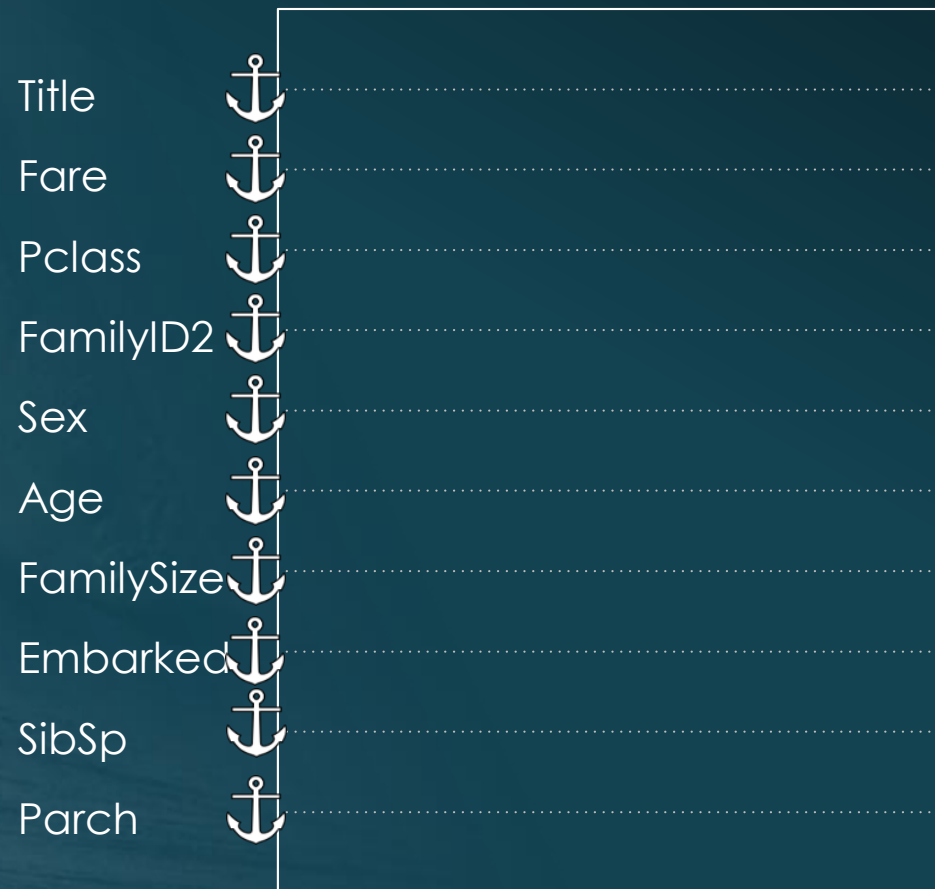 Title
Fare
Pclass
FamilyID2
Sex
Age
FamilySize
Embarked
SibSp
Parch